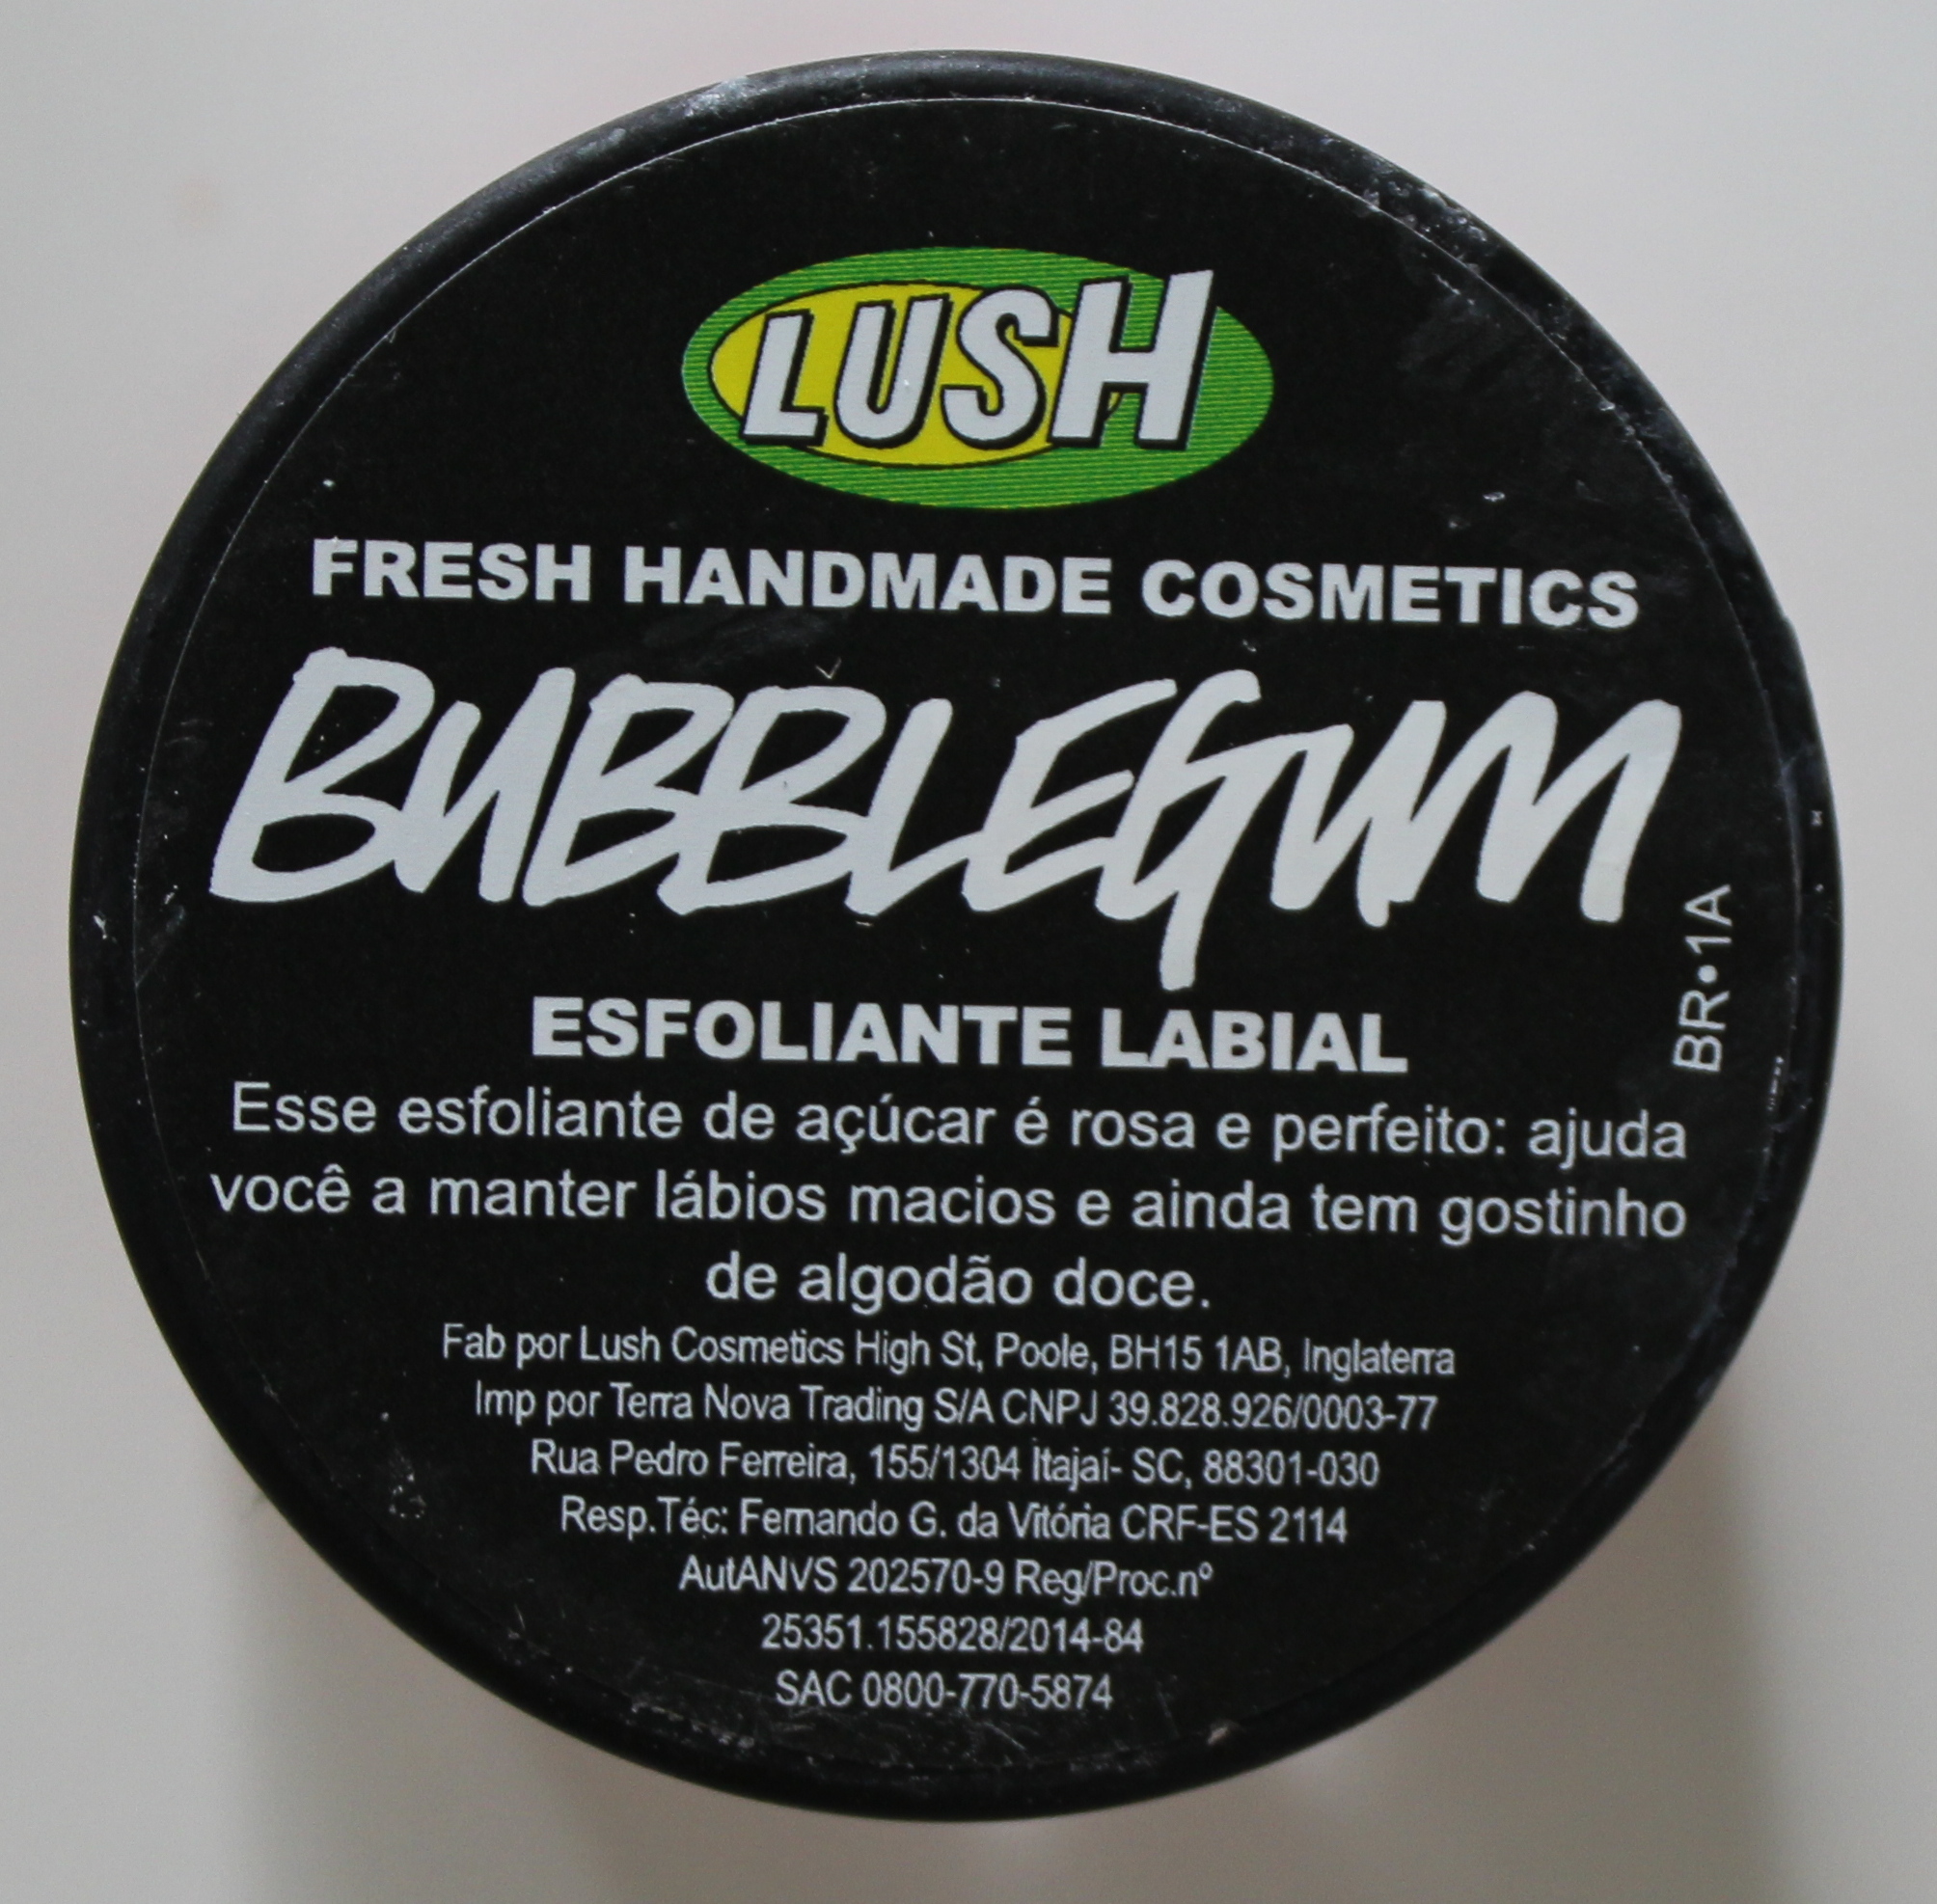 LUSH
FRESH HANDMADE COSMETICS
BUBBLEGUM
BR•1A
ESFOLIANTE LABIAL
Esse esfoliante de açúcar é rosa e perfeito: ajuda
você a manter lábios macios e ainda tem gostinho
de algodão doce.
Fab por Lush Cosmetics High St, Poole, BH15 1AB, Inglaterra
Imp por Terra Nova Trading S/A CNPJ 39.828.926/0003-77
Rua Pedro Ferreira, 155/1304 Itajaí- SC, 88301-030
Resp.Téc: Fernando G. da Vitória CRF-ES 2114
AutANVS 202570-9 Reg/Proc.nº
25351.155828/2014-84
SAC 0800-770-5874